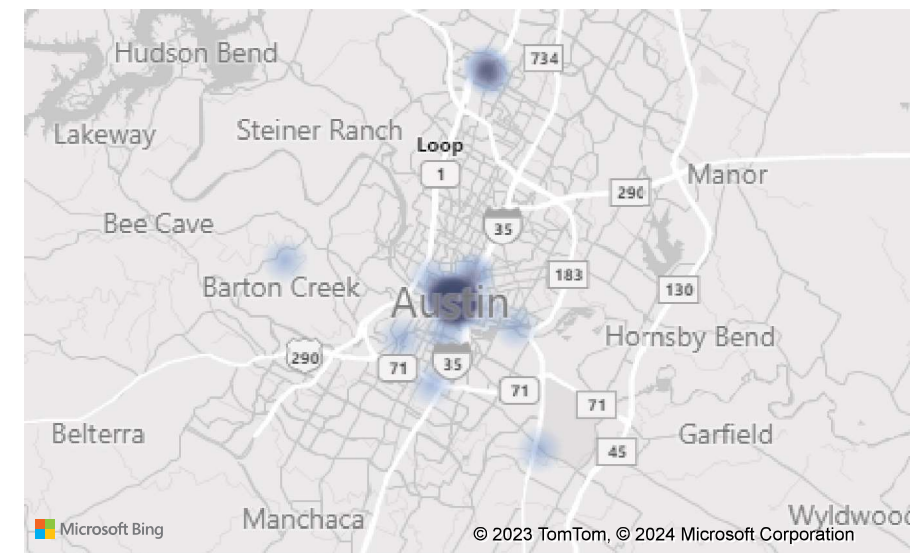 Hudson Bend
734
Lakeway
Steiner Ranch
Loop
1
Manor
290
Bee Cave
35
183
Barton Creek
130
Austin
Hornsby Bend
290
71
35
71
71
Belterra
Garfield
45
Manchaca
Wyldwood
Microsoft Bing
© 2023 TomTom, © 2024 Microsoft Corporation